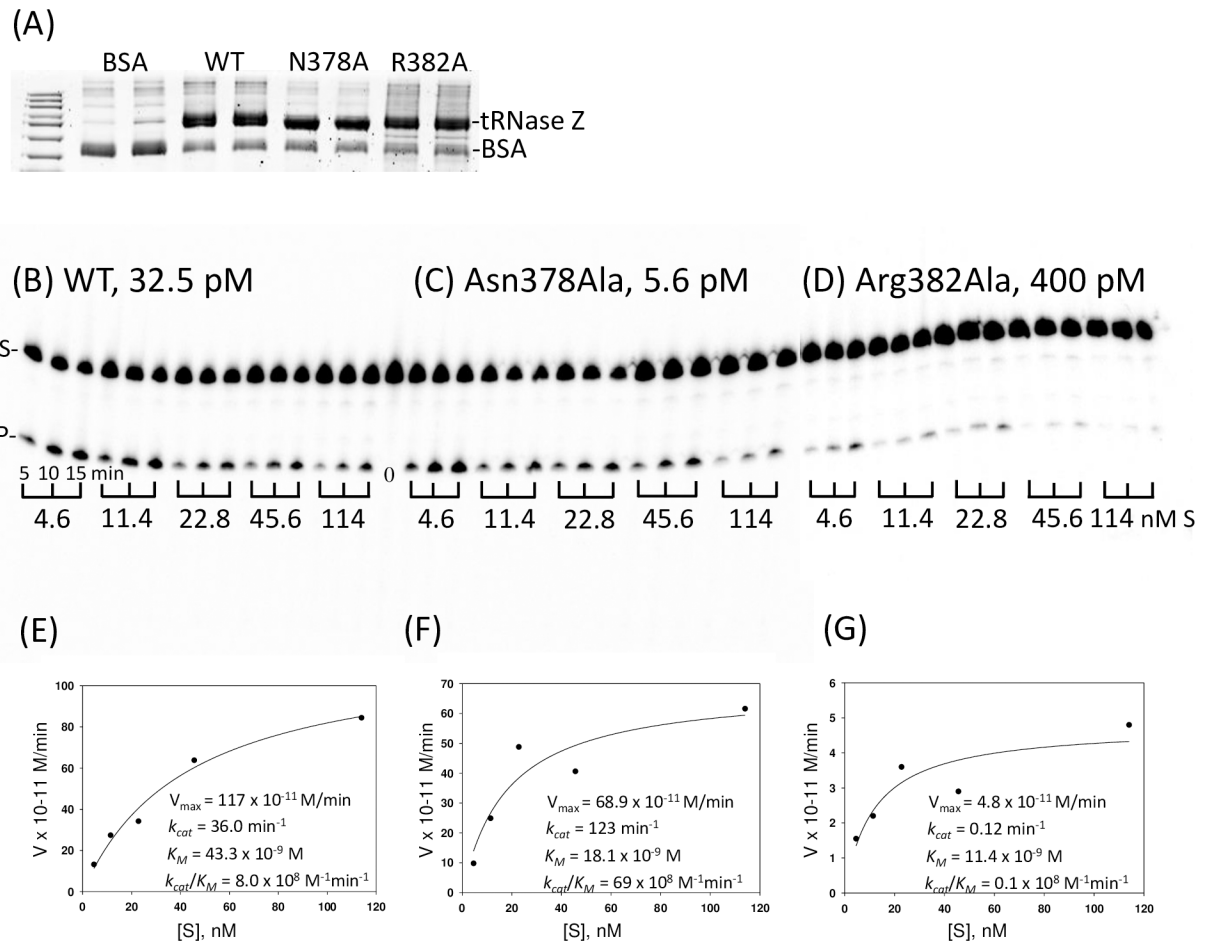 (A)
BSA WT N378A R382A
-tRNase Z
-BSA
(B) WT, 32.5 pM (C) Asn378Ala, 5.6 pM (D) Arg382Ala, 400 pM
S-
P-
5 10 15 min 0
4.6 11.4 22.8 45.6 114 4.6 11.4 22.8 45.6 114 4.6 11.4 22.8 45.6 114 nM S
(E)
V x 10-11 M/min
100
80
60
40
20
0
Vmax = 117 x 10-11 M/min
kcat = 36.0 min-1
KM = 43.3 x 10-9 M
kcat/KM = 8.0 x 108 M-1min-1
0 20 40 60 80 100 120
[S], nM
(F)
V x 10-11 M/min
70
60
50
40
30
20
10
0
Vmax = 68.9 x 10-11 M/min
kcat = 123 min-1
KM = 18.1 x 10-9 M
kcat/KM = 69 x 108 M-1min-1
0 20 40 60 80 100 120
[S], nM
(G)
V x 10-11 M/min
6
5
4
3
2
1
0
Vmax = 4.8 x 10-11 M/min
kcat = 0.12 min-1
KM = 11.4 x 10-9 M
kcat/KM = 0.1 x 108 M-1min-1
0 20 40 60 80 100 120
[S], nM